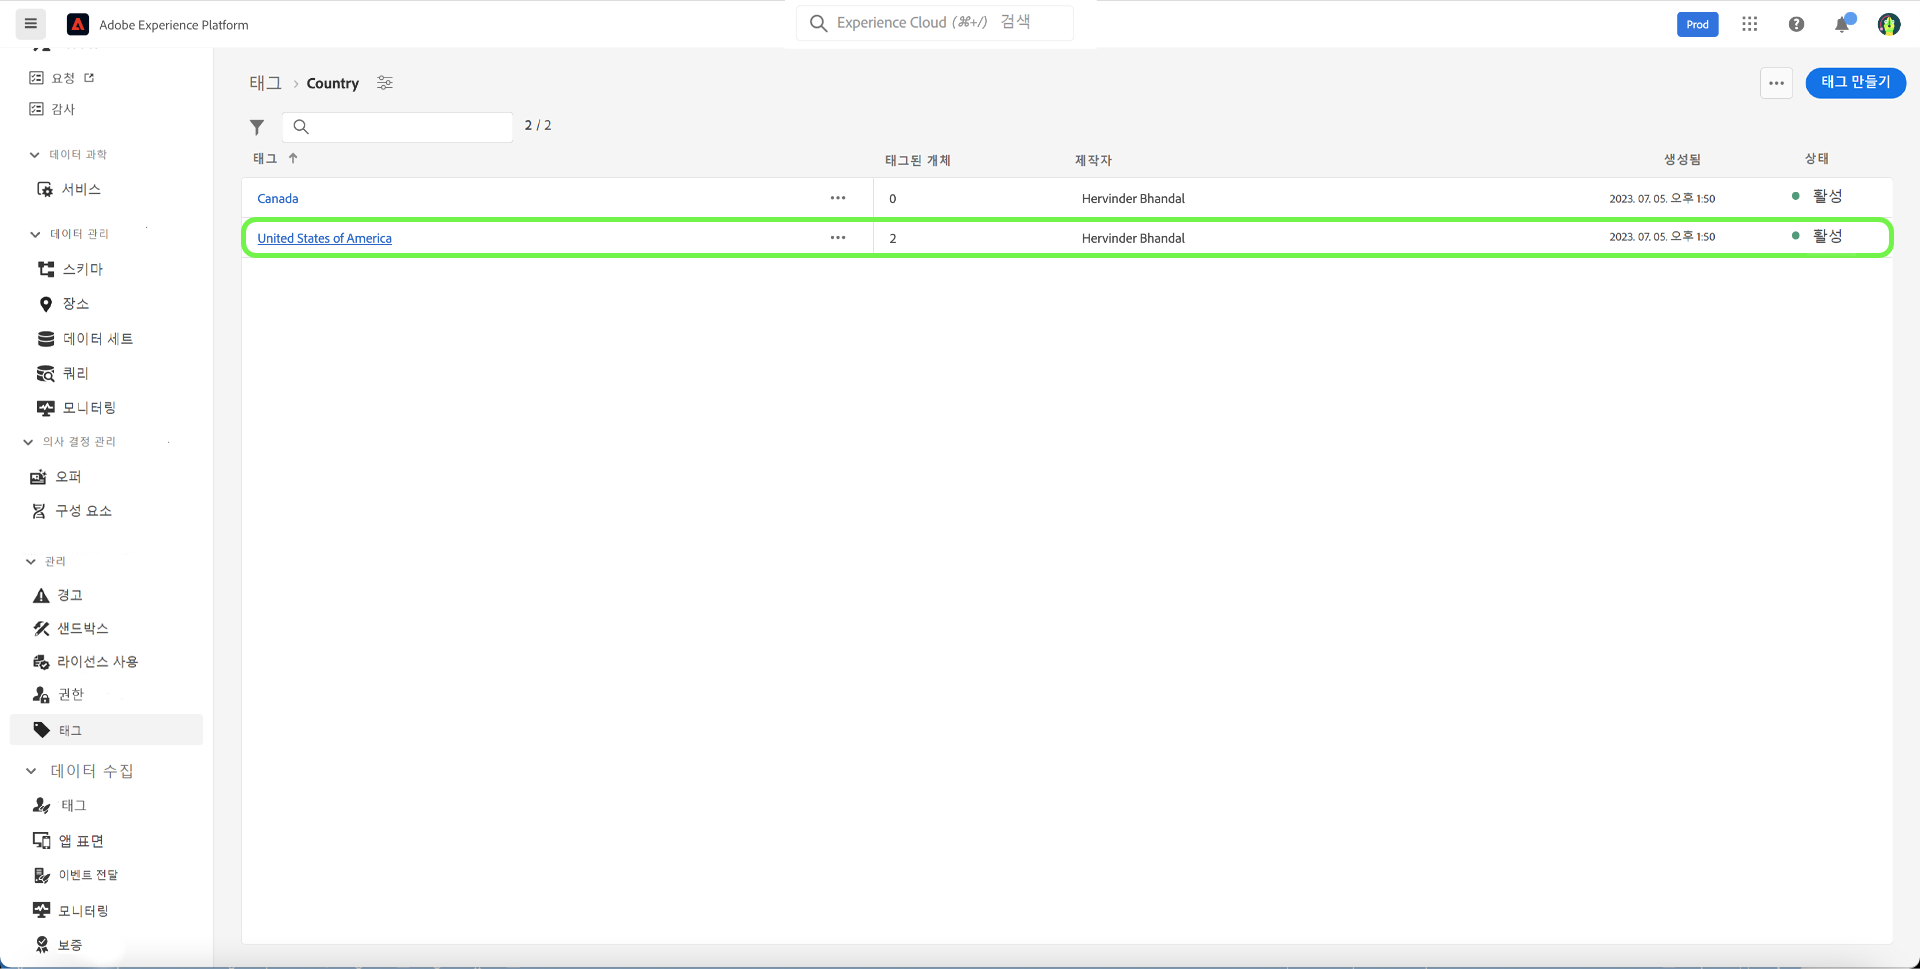 Adobe Experience Platform
Experience Cloud (⌘+/) 검색
Prod
요청
감사
데이터 과학
서비스
데이터 관리
스키마
장소
데이터 세트
쿼리
모니터링
의사 결정 관리
오퍼
구성 요소
관리
경고
샌드박스
라이선스 사용
권한
태그
데이터 수집
태그
앱 표면
이벤트 전달
모니터링
보증
태그 › Country
태그 만들기
2 / 2
태그 ↑ 태그된 개체 제작자 생성됨 상태
Canada 0 Hervinder Bhandal 2023. 07. 05. 오후 1:50 활성
United States of America 2 Hervinder Bhandal 2023. 07. 05. 오후 1:50 활성